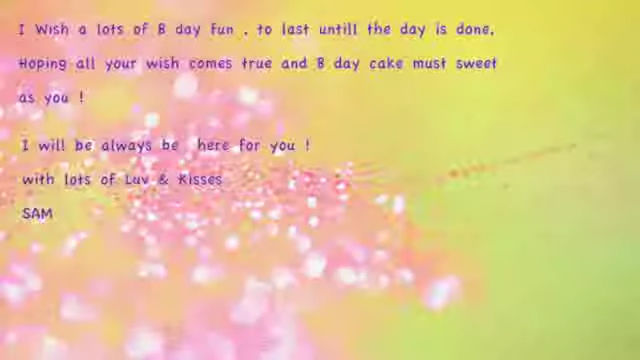 I Wish a lots of B day fun , to last untill the day is done,
Hoping all your wish comes true and B day cake must sweet
as you !
I will be always be here for you !
with lots of Luv & Kisses
SAM